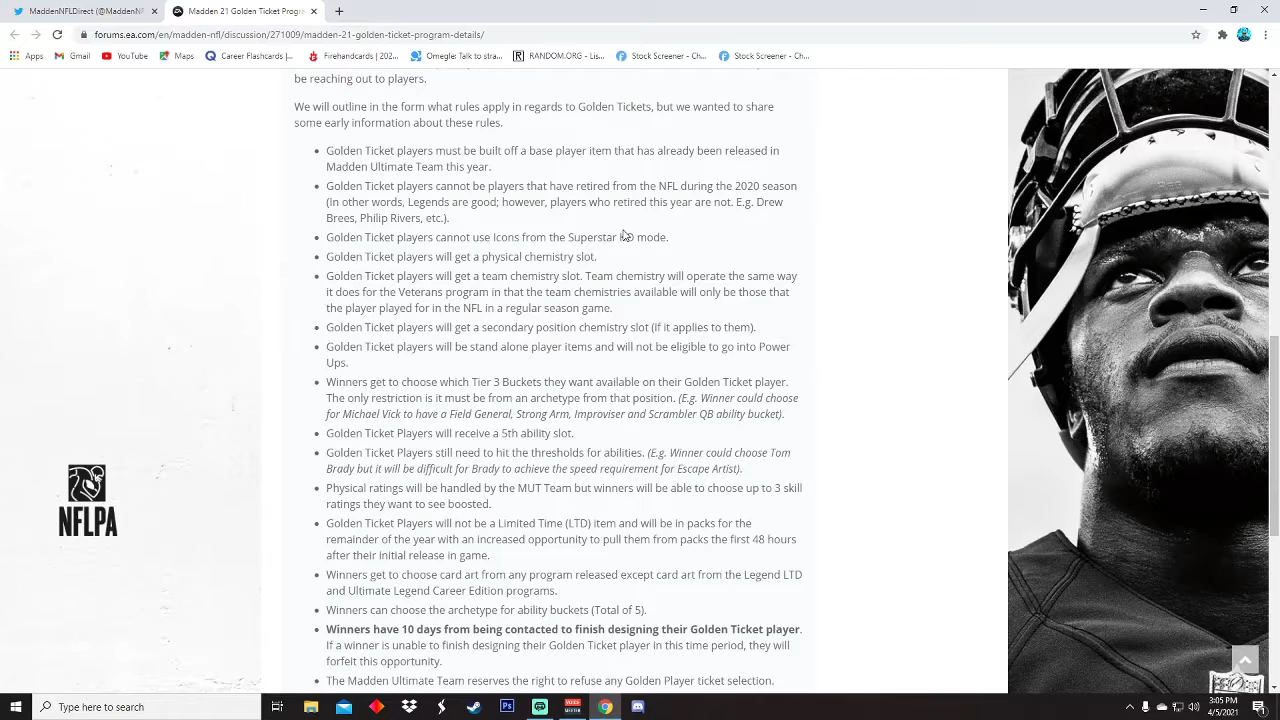 MaddenNFLDirect (@MaddenNF
Madden 21 Golden Ticket Progra
forums.ea.com/en/madden-nfl/discussion/271009/madden-21-golden-ticket-program-details/
Apps
Gmail
YouTube
Maps
Career Flashcards |...
Firehandcards | 202...
Omegler Talk to stra...
RANDOM.ORG - Lis...
Stock Screener - Ch...
Stock Screener - Ch...
be reaching out to players.
We will outline in the form what rules apply in regards to Golden Tickets, but we wanted to share
some early information about these rules.
Golden Ticket players must be built off a base player item that has already been released in
Madden Ultimate Team this year.
Golden Ticket players cannot be players that have retired from the NFL during the 2020 season
(In other words, Legends are good; however, players who retired this year are not. E.g. Drew
Brees, Philip Rivers, etc.).
Golden Ticket players cannot use Icons from the Superstar KO mode.
Golden Ticket players will get a physical chemistry slot.
Golden Ticket players will get a team chemistry slot. Team chemistry will operate the same way
it does for the Veterans program in that the team chemistries available will only be those that
the player played for in the NFL in a regular season game.
Golden Ticket players will get a secondary position chemistry slot (if it applies to them).
Golden Ticket players will be stand alone player items and will not be eligible to go into Power
Ups.
Winners get to choose which Tier 3 Buckets they want available on their Golden Ticket player.
The only restriction is it must be from an archetype from that position. (E.g. Winner could choose
for Michael Vick to have a Field General, Strong Arm, Improviser and Scrambler QB ability bucket).
Golden Ticket Players will receive a 5th ability slot.
Golden Ticket Players still need to hit the thresholds for abilities. (E.g. Winner could choose Tom
Brady but it will be difficult for Brady to achieve the speed requirement for Escape Artist).
Physical ratings will be handled by the MUT Team but winners will be able to choose up to 3 skill
ratings they want to see boosted.
Golden Ticket Players will not be a Limited Time (LTD) item and will be in packs for the
remainder of the year with an increased opportunity to pull them from packs the first 48 hours
after their initial release in game.
Winners get to choose card art from any program released except card art from the Legend LTD
and Ultimate Legend Career Edition programs.
Winners can choose the archetype for ability buckets (Total of 5).
Winners have 10 days from being contacted to finish designing their Golden Ticket player.
If a winner is unable to finish designing their Golden Ticket player in this time period, they will
forfeit this opportunity.
The Madden Ultimate Team reserves the right to refuse any Golden Player ticket selection.
NFLPA
Type here to search
3:05 PM
4/5/2021